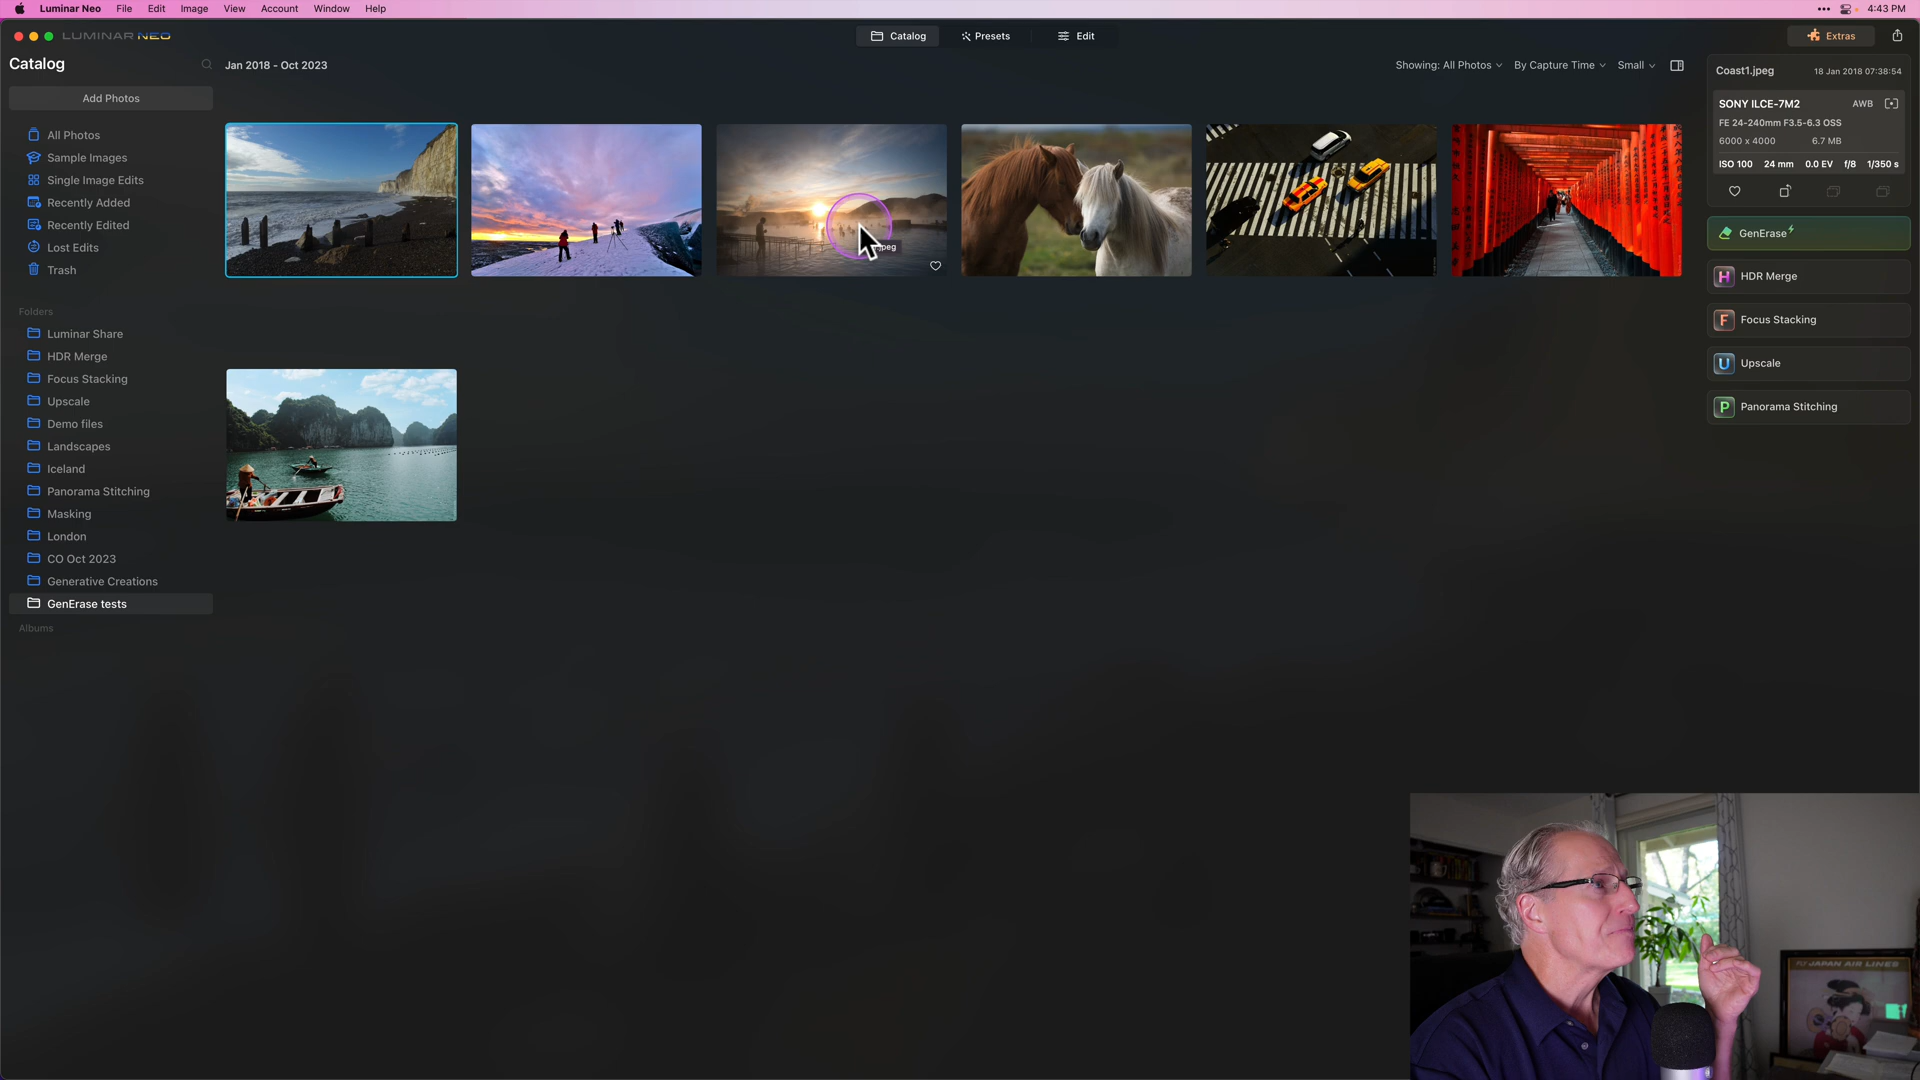 Luminar Neo File Edit Image View Account Window Help
4:43 PM
LUMINAR NEO
Catalog Presets Edit
Extras
Catalog
Jan 2018 - Oct 2023
Showing: All Photos By Capture Time Small
Add Photos
All Photos
Sample Images
Single Image Edits
Recently Added
Recently Edited
Lost Edits
Trash
Folders
Luminar Share
HDR Merge
Focus Stacking
Upscale
Demo files
Landscapes
Iceland
Panorama Stitching
Masking
London
CO Oct 2023
Generative Creations
GenErase tests
Albums
.jpeg
Coast1.jpeg 18 Jan 2018 07:38:54
SONY ILCE-7M2 AWB
FE 24-240mm F3.5-6.3 OSS
6000 x 4000 6.7 MB
ISO 100 24 mm 0.0 EV f/8 1/350 s
GenErase
H HDR Merge
F Focus Stacking
U Upscale
P Panorama Stitching
FLY JAPAN AIR LINES